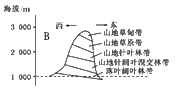 海拔/m
西 东
3 000
B
山地草甸带
山地草原带
2 000
山地针叶林带
山地针阔叶混交林带
1 000
落叶阔叶林带